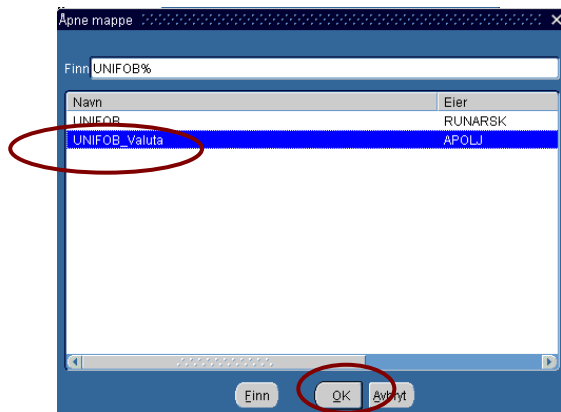 Åpne mappe
Finn UNIFOB%
Navn Eier
UNIFOB RUNARSK
UNIFOB_Valuta APOLJ
Finn OK Avbryt